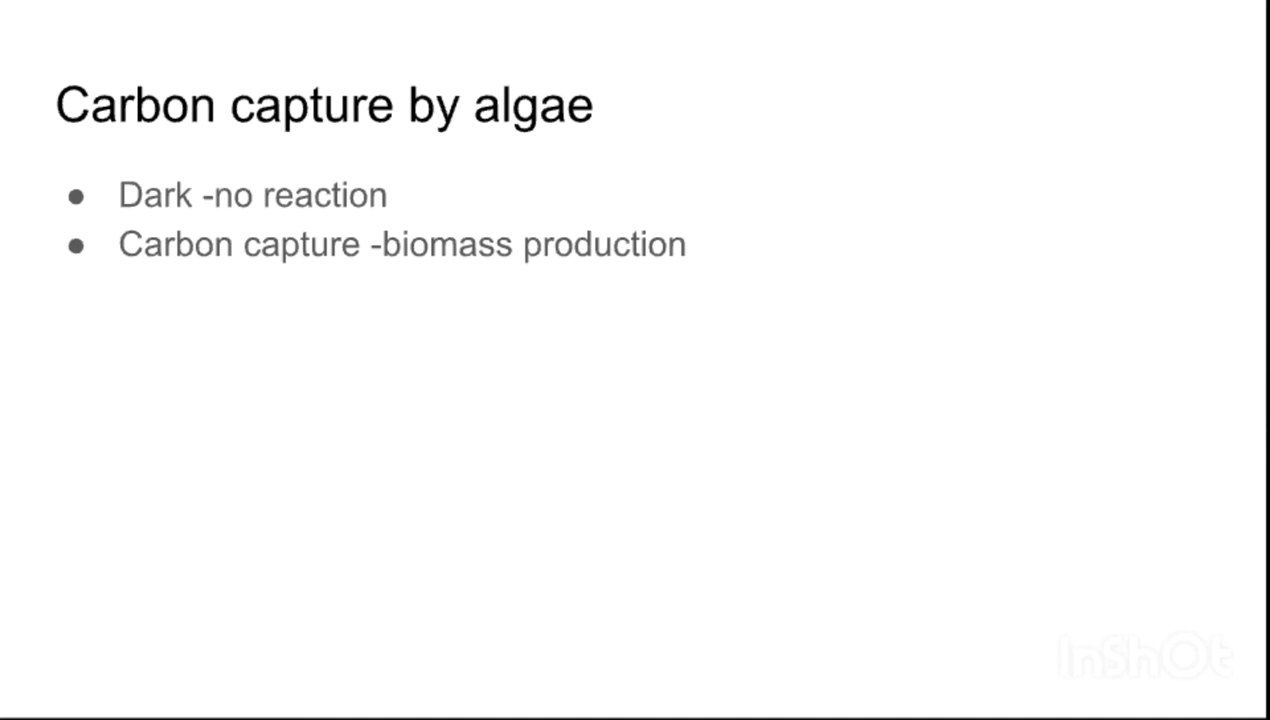 Carbon capture by algae
● Dark -no reaction
● Carbon capture -biomass production
InShOt